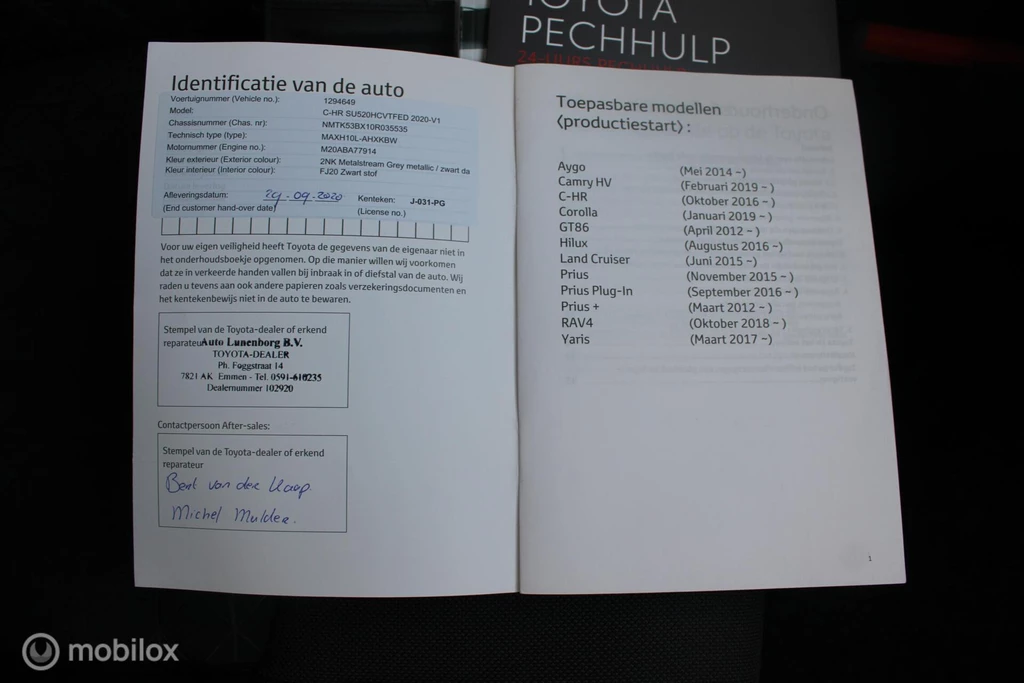 TOYOTA
PECHHULP
24-UURS PECHHULP
Identificatie van de auto
Voertuignummer (Vehicle no.): 1294649
Model: C-HR SU520HCVTFED 2020-V1
Chassisnummer (Chas. nr): NMTK53BX10R035535
Technisch type (type): MAXH10L-AHXKBW
Motornummer (Engine no.): M20ABA77914
Kleur exterieur (Exterior colour): 2NK Metalstream Grey metallic / zwart da
Kleur interieur (Interior colour): FJ20 Zwart stof
Afleveringsdatum: 29-09-2020 Kenteken: J-031-PG
(End customer hand-over date) (License no.)
Voor uw eigen veiligheid heeft Toyota de gegevens van de eigenaar niet in
het onderhoudsboekje opgenomen. Op die manier willen wij voorkomen
dat ze in verkeerde handen vallen bij inbraak in of diefstal van de auto. Wij
raden u tevens aan ook andere papieren zoals verzekeringsdocumenten en
het kentekenbewijs niet in de auto te bewaren.
Stempel van de Toyota-dealer of erkend
reparateur Auto Lunenborg B.V.
TOYOTA-DEALER
Ph. Foggstraat 14
7821 AK Emmen - Tel. 0591-610235
Dealernummer 102920
Contactpersoon After-sales:
Stempel van de Toyota-dealer of erkend
reparateur
Bert van der Kaap
Michel Mulder.
Toepasbare modellen
(productiestart):
Aygo (Mei 2014 ~)
Camry HV (Februari 2019 ~)
C-HR (Oktober 2016 ~)
Corolla (Januari 2019 ~)
GT86 (April 2012 ~)
Hilux (Augustus 2016 ~)
Land Cruiser (Juni 2015 ~)
Prius (November 2015 ~)
Prius Plug-In (September 2016 ~)
Prius + (Maart 2012 ~)
RAV4 (Oktober 2018 ~)
Yaris (Maart 2017 ~)
1
mobilox